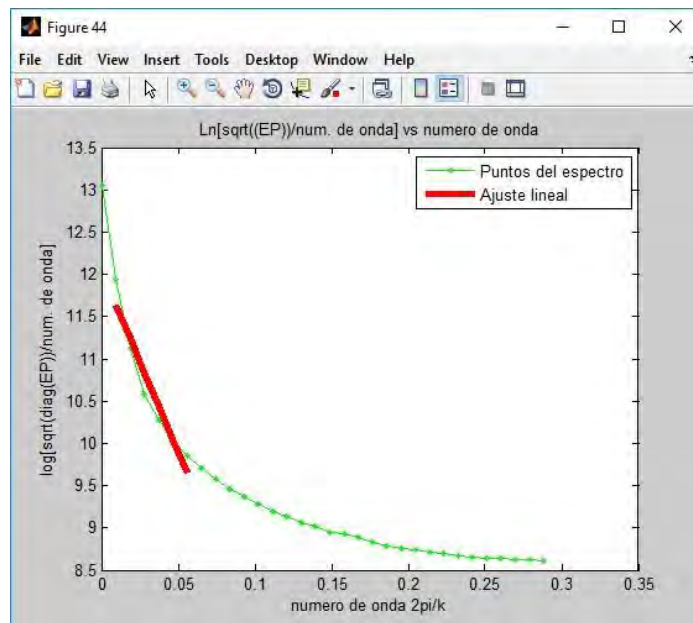 Figure 44
File Edit View Insert Tools Desktop Window Help
Ln[sqrt((EP))/num. de onda] vs numero de onda
Puntos del espectro
Ajuste lineal
log[sqrt(diag(EP))/num. de onda]
13.5
13
12.5
12
11.5
11
10.5
10
9.5
9
8.5
0 0.05 0.1 0.15 0.2 0.25 0.3 0.35
numero de onda 2pi/k